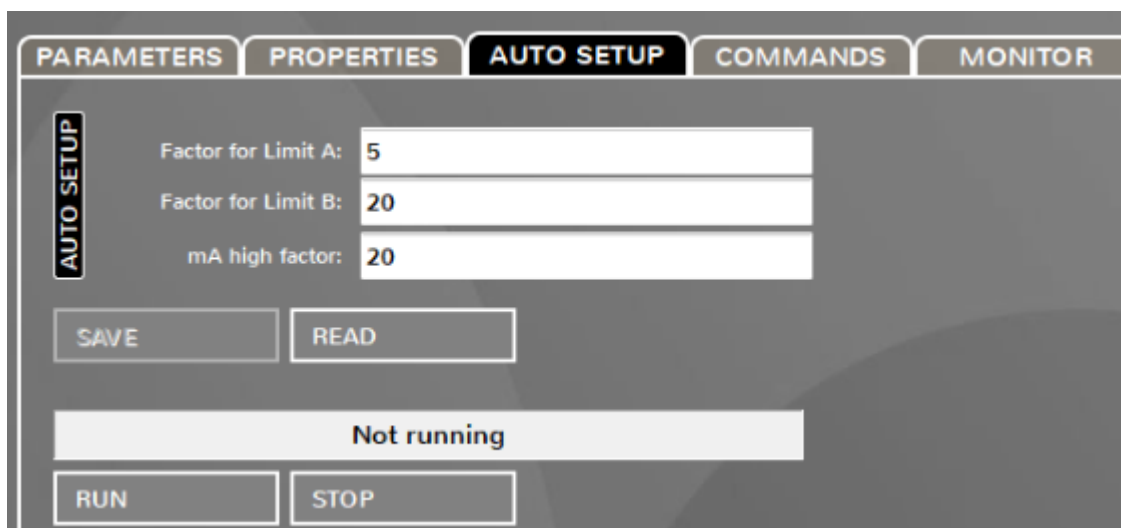 PARAMETERS PROPERTIES AUTO SETUP COMMANDS MONITOR
AUTO SETUP
Factor for Limit A: 5
Factor for Limit B: 20
mA high factor: 20
SAVE READ
Not running
RUN STOP